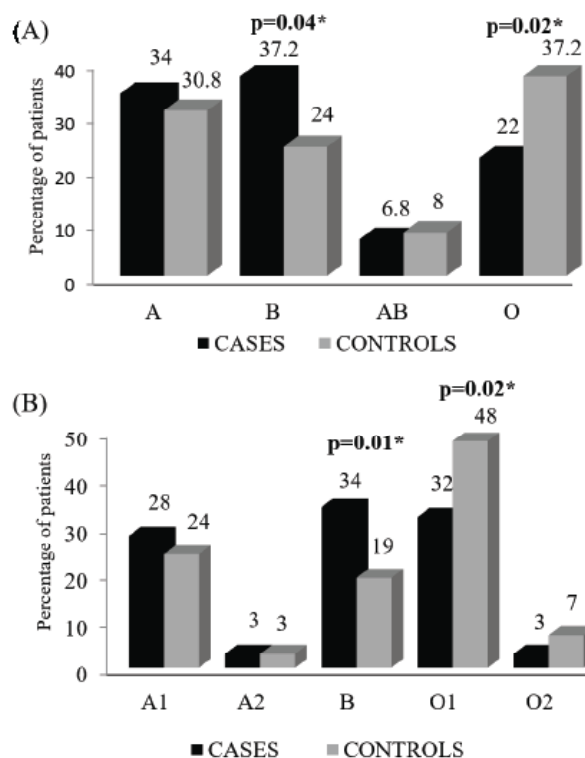 (A)
p=0.04* p=0.02*
34 37.2 37.2
30.8 24 22
6.8 8
Percentage of patients
40
30
20
10
0
A B AB O
CASES CONTROLS
(B)
p=0.02*
p=0.01* 48
28 24 34 32
19
3 3 3 7
Percentage of patients
50
40
30
20
10
0
A1 A2 B O1 O2
CASES CONTROLS